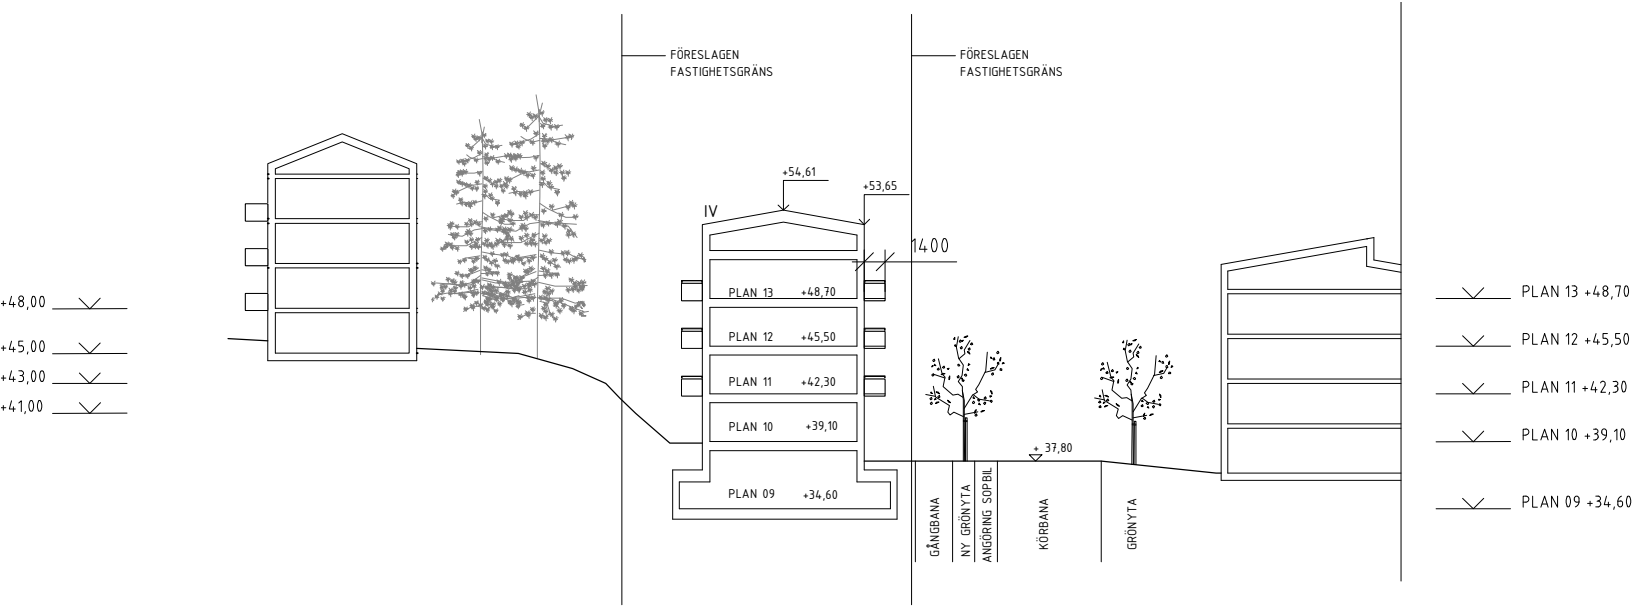 FÖRESLAGEN
FASTIGHETSGRÄNS
FÖRESLAGEN
FASTIGHETSGRÄNS
+54,61
+53,65
IV
1400
+48,00
+45,00
+43,00
+41,00
PLAN 13 +48,70
PLAN 12 +45,50
PLAN 11 +42,30
PLAN 10 +39,10
PLAN 09 +34,60
+ 37,80
GÅNGBANA
NY GRÖNYTA
ANGÖRING SOPBIL
KÖRBANA
GRÖNYTA
PLAN 13 +48,70
PLAN 12 +45,50
PLAN 11 +42,30
PLAN 10 +39,10
PLAN 09 +34,60